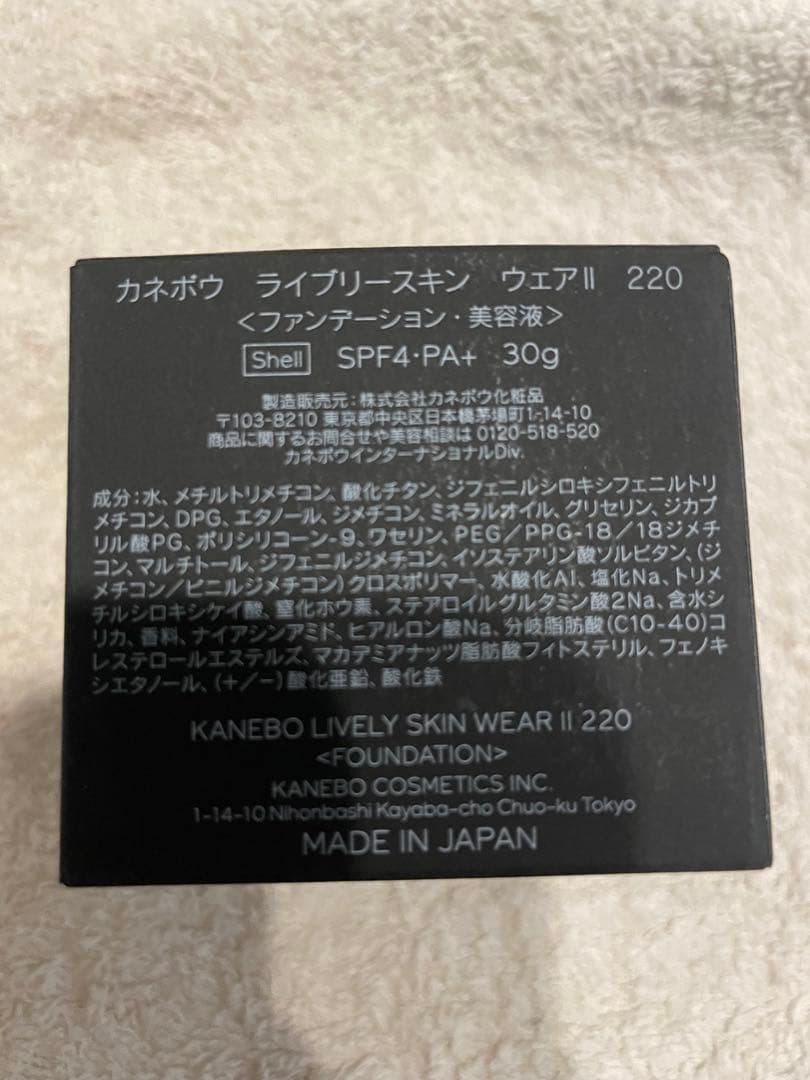 カネボウ ライブリースキン ウェアII 220
<ファンデーション・美容液>
Shell SPF4・PA+ 30g
製造販売元：株式会社カネボウ化粧品
〒103-8210 東京都中央区日本橋茅場町1-14-10
商品に関するお問合せや美容相談は 0120-518-520
カネボウインターナショナルDiv.
成分：水、メチルトリメチコン、酸化チタン、ジフェニルシロキシフェニルトリ
メチコン、DPG、エタノール、ジメチコン、ミネラルオイル、グリセリン、ジカプ
リル酸PG、ポリシリコーン-9、ワセリン、PEG／PPG-18／18ジメチ
コン、マルチトール、ジフェニルジメチコン、イソステアリン酸ソルビタン、（ジ
メチコン／ビニルジメチコン）クロスポリマー、水酸化Al、塩化Na、トリメ
チルシロキシケイ酸、窒化ホウ素、ステアロイルグルタミン酸2Na、含水シ
リカ、香料、ナイアシンアミド、ヒアルロン酸Na、分岐脂肪酸(C10-40)コ
レステロールエステルズ、マカデミアナッツ脂肪酸フィトステリル、フェノキ
シエタノール、(+/-)酸化亜鉛、酸化鉄
KANEBO LIVELY SKIN WEAR II 220
<FOUNDATION>
KANEBO COSMETICS INC.
1-14-10 Nihonbashi Kayaba-cho Chuo-ku Tokyo
MADE IN JAPAN